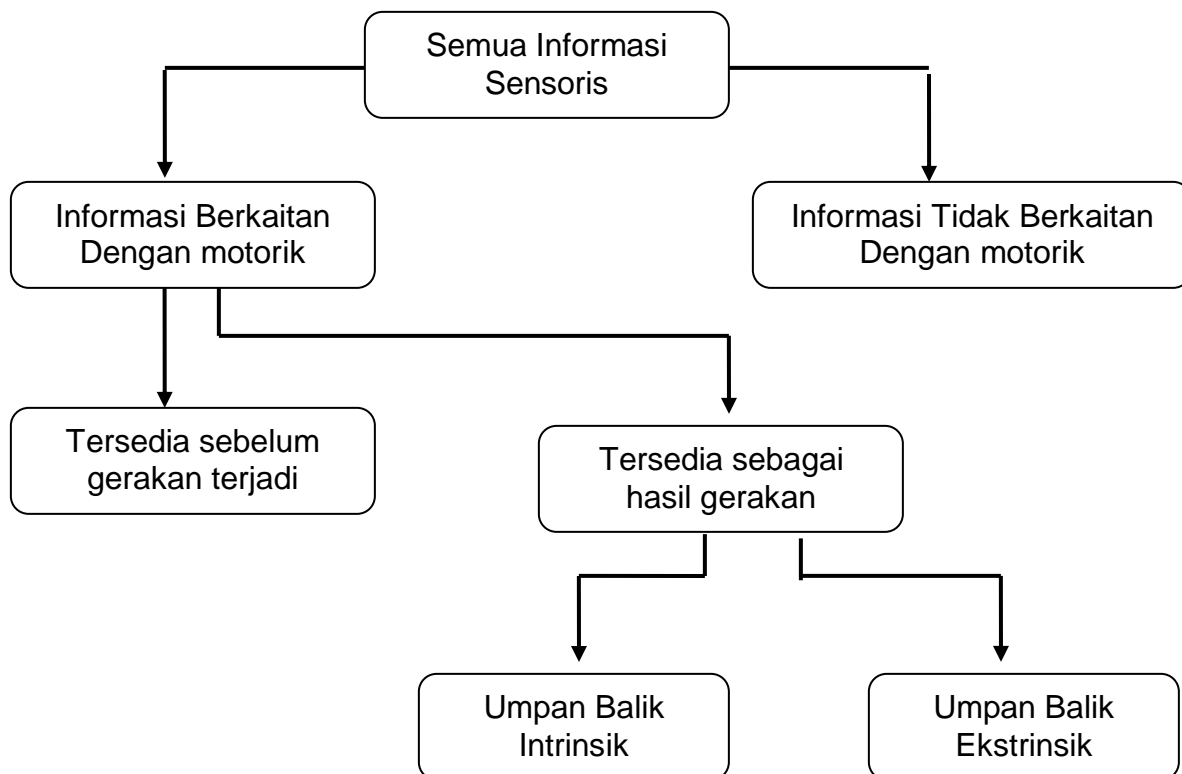 Semua Informasi
Sensoris
Informasi Berkaitan
Dengan motorik
Informasi Tidak Berkaitan
Dengan motorik
Tersedia sebelum
gerakan terjadi
Tersedia sebagai
hasil gerakan
Umpan Balik
Intrinsik
Umpan Balik
Ekstrinsik